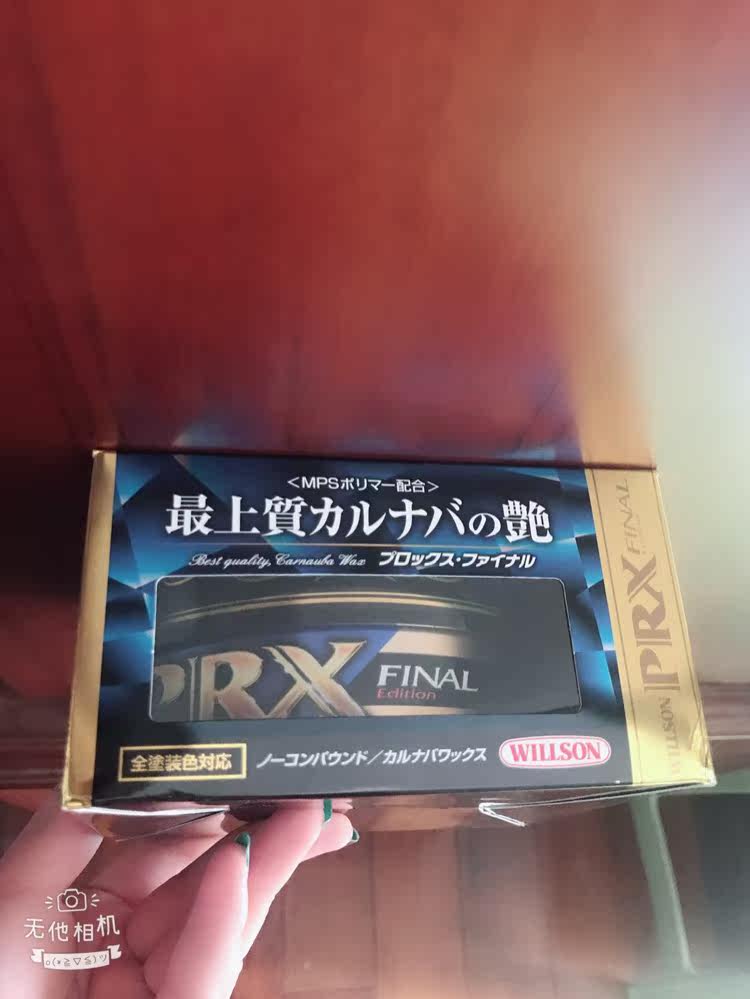 <MPSポリマー配合>
最上質カルナバの艶
Best quality, Carnauba Wax プロックス・ファイナル
PRX FINAL
Edition
全塗装色対応 ノーコンパウンド/カルナバワックス WILLSON
WILLSON PRX FINAL
无他相机
o(*≧▽≦)ツ